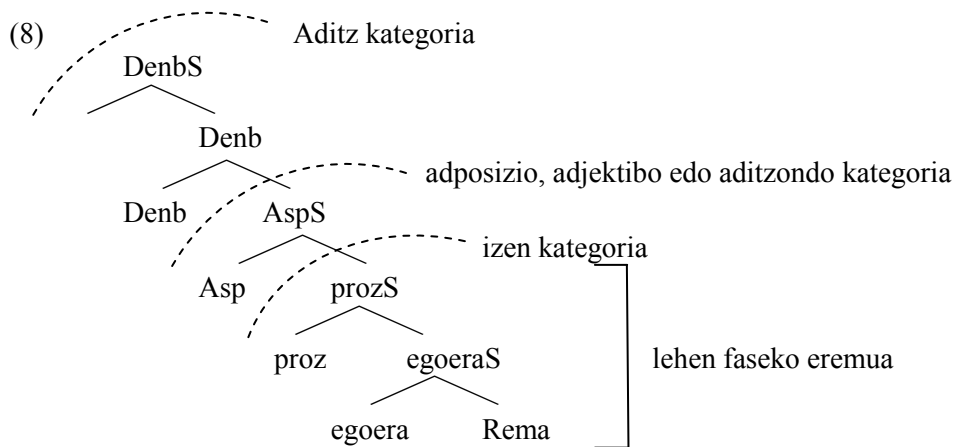 (8) Aditz kategoria
DenbS
Denb
adposizio, adjektibo edo aditzondo kategoria
Denb AspS
izen kategoria
Asp prozS
proz egoeraS lehen faseko eremua
egoera Rema